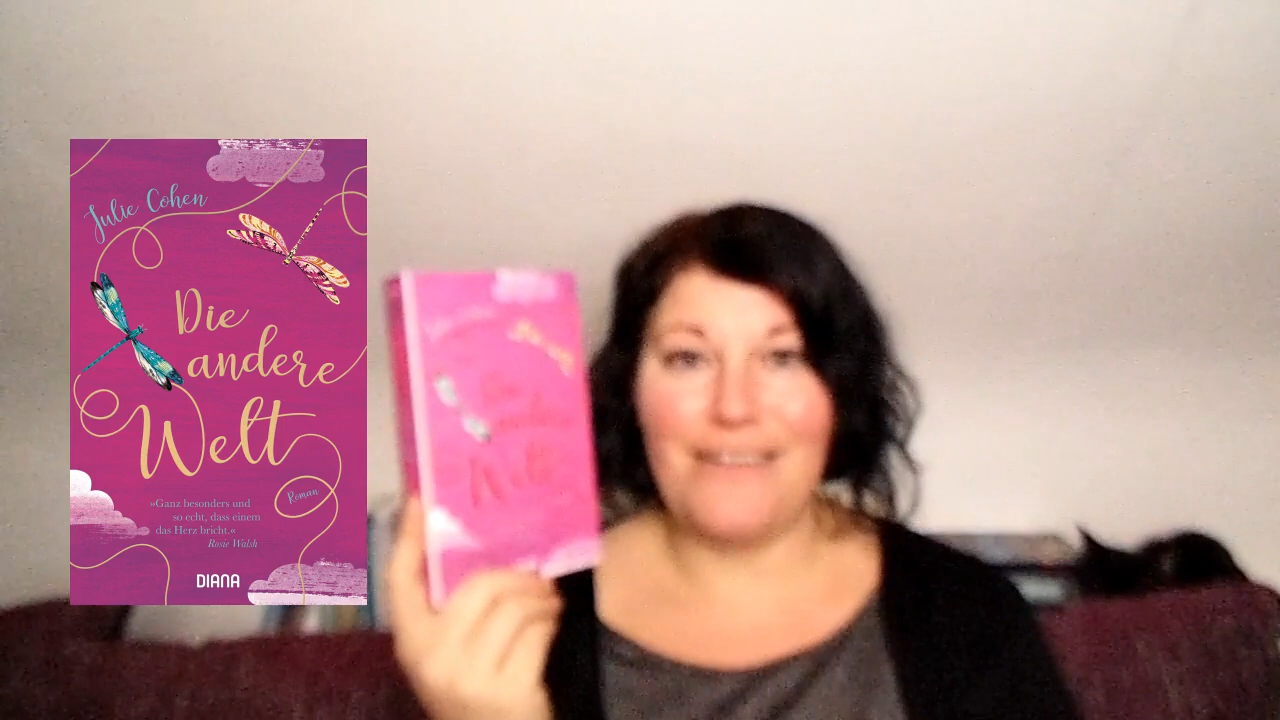 Julie Cohen
Die
andere
Welt
Roman
»Ganz besonders und
so echt, dass einem
das Herz bricht.«
Rosie Walsh
DIANA